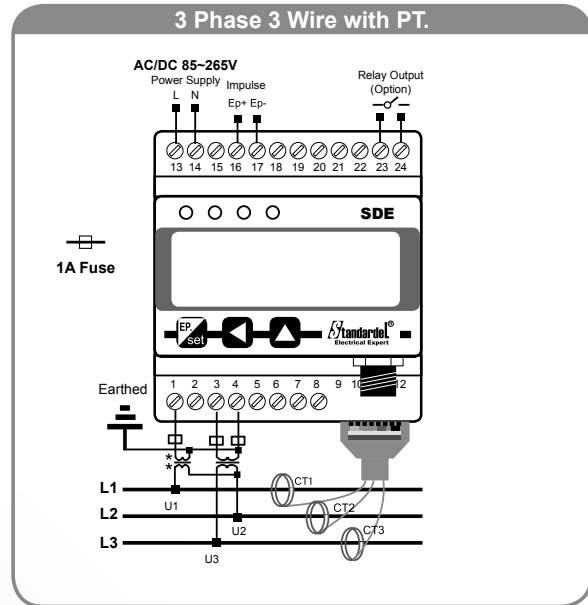 3 Phase 3 Wire with PT.
AC/DC 85~265V
Power Supply
L N
Impulse
Ep+ Ep-
Relay Output
(Option)
13 14 15 16 17 18 19 20 21 22 23 24
SDE
1A Fuse
EP. set
Standardel®
Electrical Expert
1 2 3 4 5 6 7 8 9 10 12
Earthed
* *
L1
CT1
U1
L2
CT2
U2
L3
CT3
U3